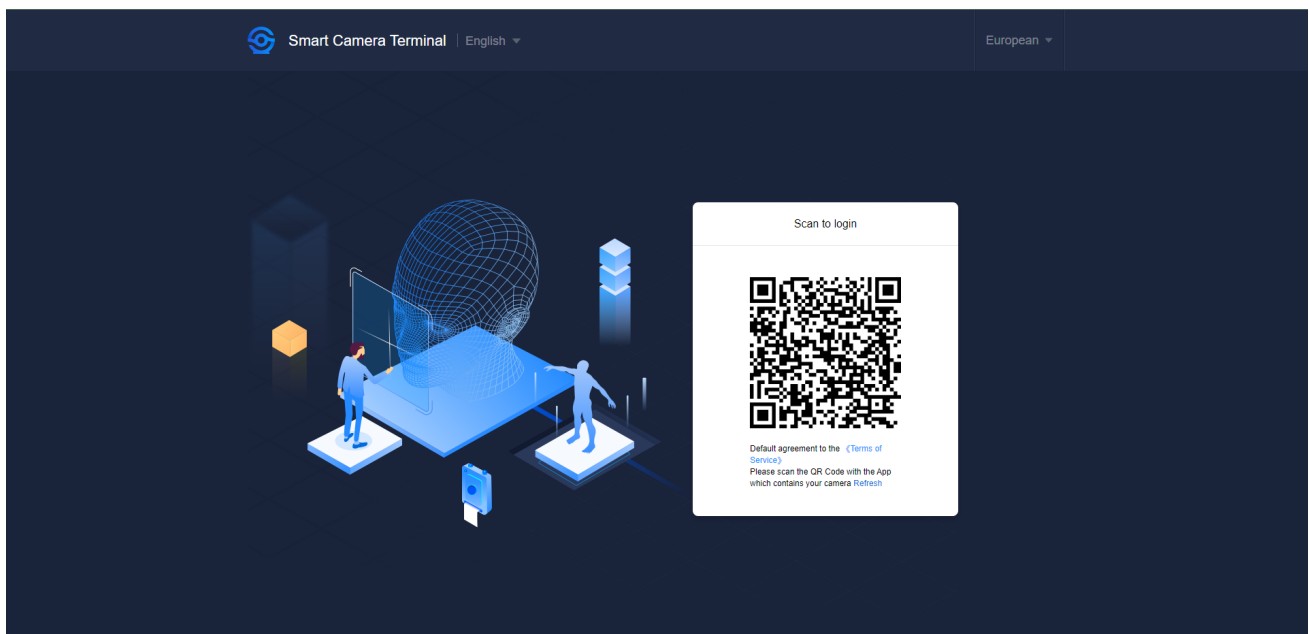 Smart Camera Terminal English
European
Scan to login
Default agreement to the 《Terms of
Service》
Please scan the QR Code with the App
which contains your camera Refresh